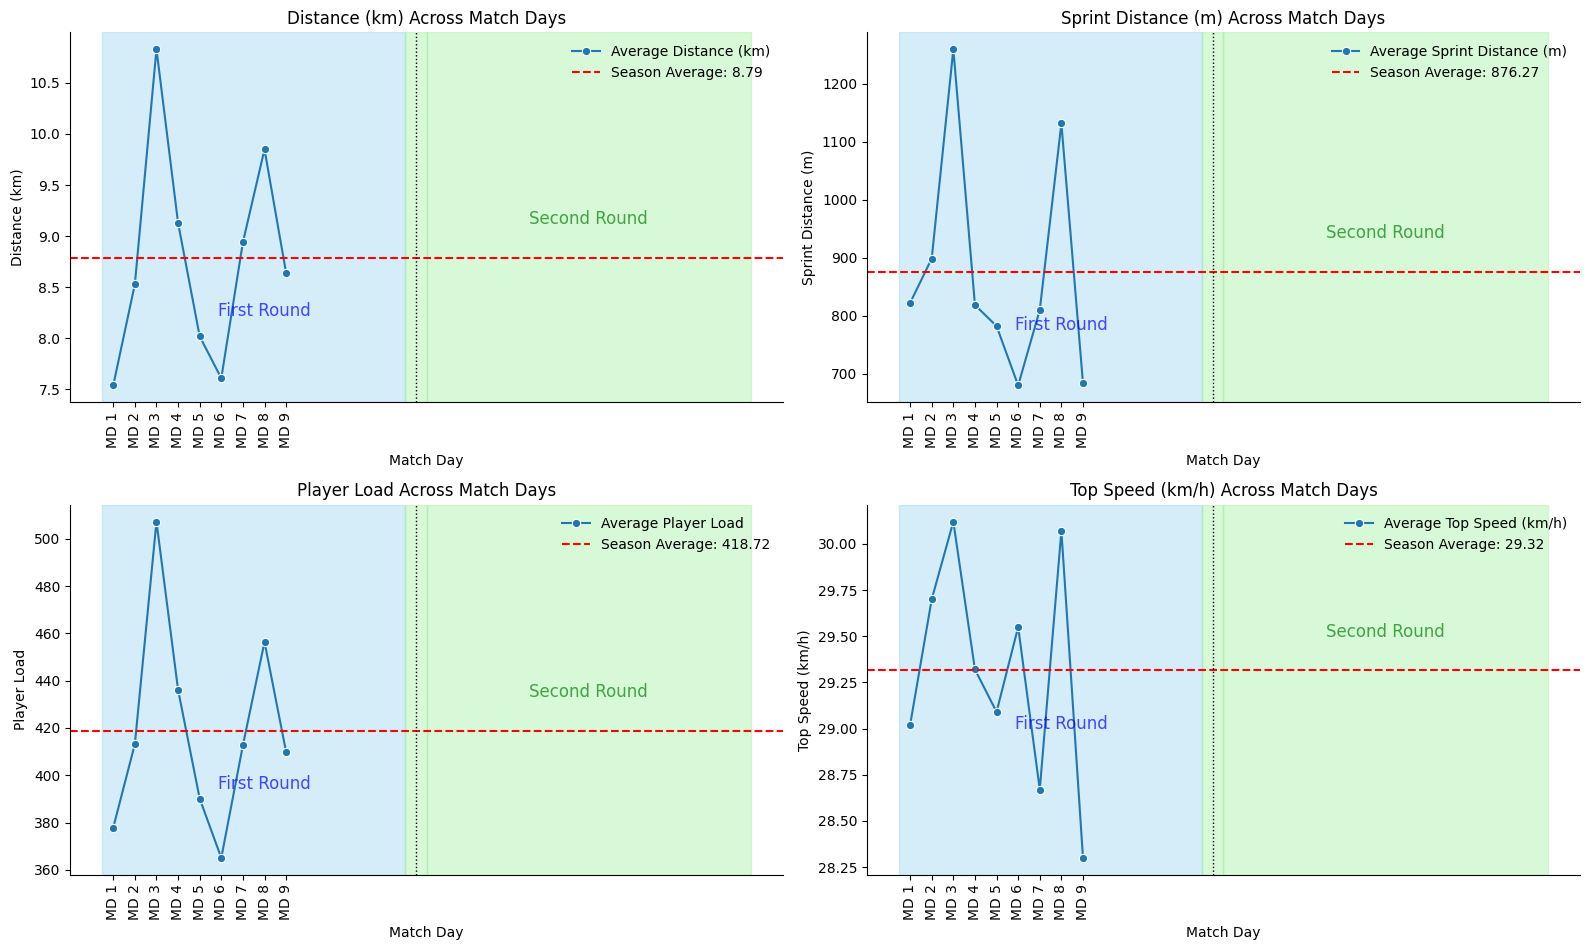 Distance (km) Across Match Days
Average Distance (km)
Season Average: 8.79
10.5
10.0
9.5
9.0
8.5
8.0
7.5
Distance (km)
First Round
Second Round
MD 1
MD 2
MD 3
MD 4
MD 5
MD 6
MD 7
MD 8
MD 9
Match Day
Sprint Distance (m) Across Match Days
Average Sprint Distance (m)
Season Average: 876.27
1200
1100
1000
900
800
700
Sprint Distance (m)
Second Round
First Round
MD 1
MD 2
MD 3
MD 4
MD 5
MD 6
MD 7
MD 8
MD 9
Match Day
Player Load Across Match Days
Average Player Load
Season Average: 418.72
500
480
460
440
420
400
380
360
Player Load
Second Round
First Round
MD 1
MD 2
MD 3
MD 4
MD 5
MD 6
MD 7
MD 8
MD 9
Match Day
Top Speed (km/h) Across Match Days
Average Top Speed (km/h)
Season Average: 29.32
30.00
29.75
29.50
29.25
29.00
28.75
28.50
28.25
Top Speed (km/h)
Second Round
First Round
MD 1
MD 2
MD 3
MD 4
MD 5
MD 6
MD 7
MD 8
MD 9
Match Day